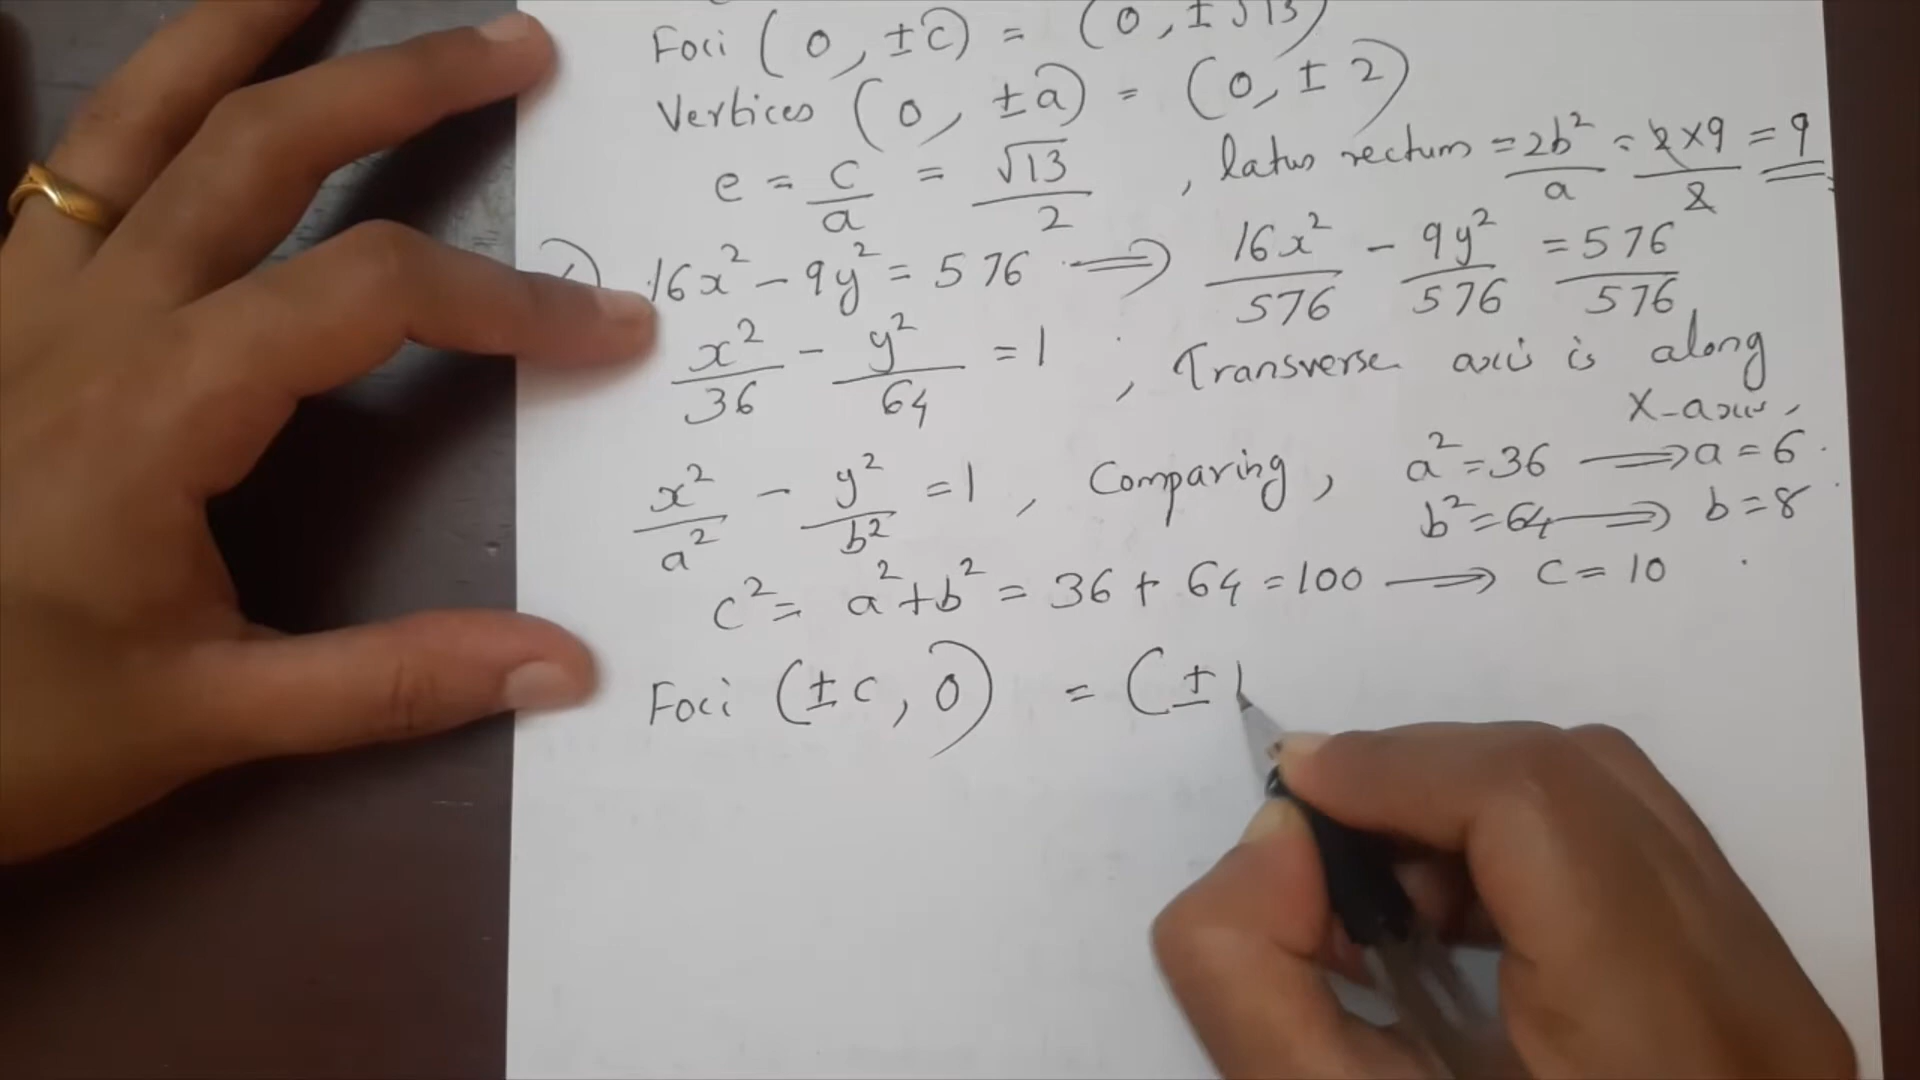 Foci (0, ±c) = (0, ±√13)
Vertices (0, ±a) = (0, ± 2)
e = c/a = √13/2 , latus rectum = 2b²/a = 2×9/2 = 9
16x² - 9y² = 576 ⟹ 16x²/576 - 9y²/576 = 576/576
x²/36 - y²/64 = 1 , Transverse axis is along
X-axis,
x²/a² - y²/b² = 1 , Comparing, a² = 36 ⟹ a = 6.
b² = 64 ⟹ b = 8
c² = a² + b² = 36 + 64 = 100 ⟹ c = 10
Foci (±c, 0) = (± 1